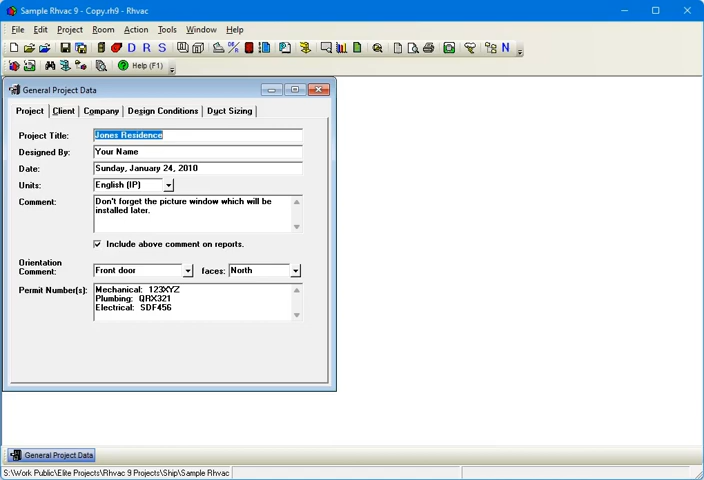 Sample Rhvac 9 - Copy.rh9 - Rhvac
File Edit Project Room Action Tools Window Help
D R S N
Help (F1)
General Project Data
Project Client Company Design Conditions Duct Sizing
Project Title: Jones Residence
Designed By: Your Name
Date: Sunday, January 24, 2010
Units: English (IP)
Comment: Don't forget the picture window which will be
installed later.
Include above comment on reports.
Orientation
Comment: Front door faces: North
Permit Number(s): Mechanical: 123XYZ
Plumbing: QRX321
Electrical: SDF456
General Project Data
S:\Work Public\Elite Projects\Rhvac 9 Projects\Ship\Sample Rhvac